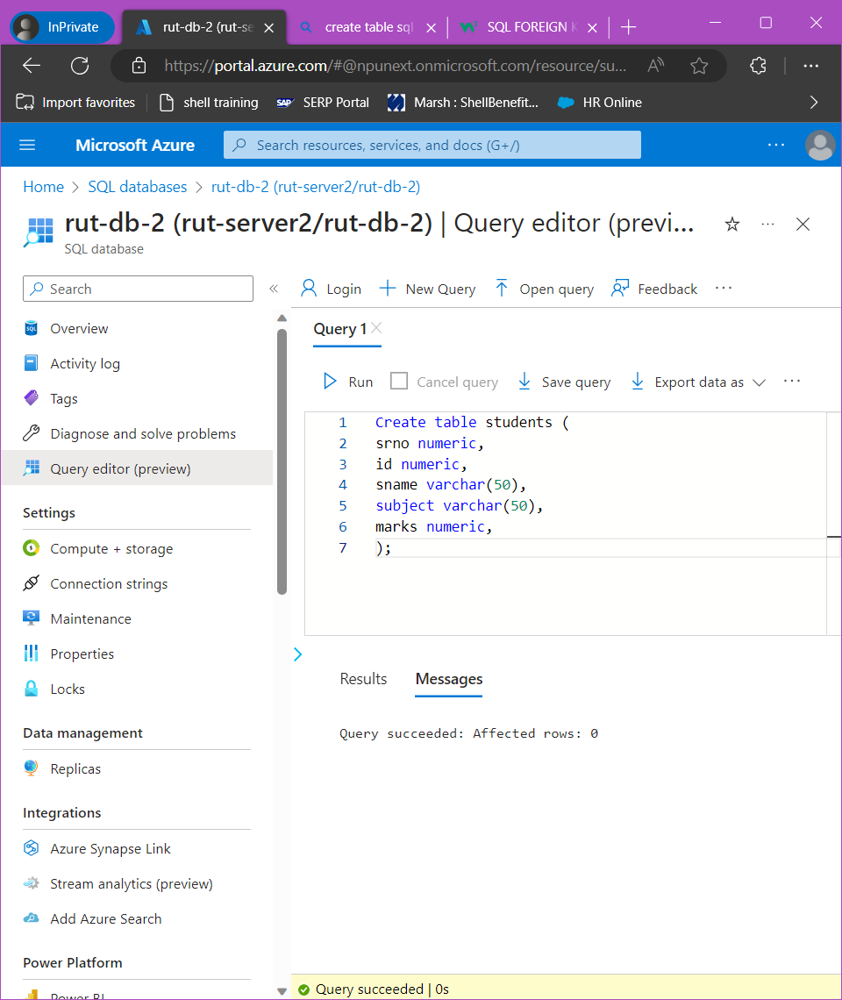 InPrivate
rut-db-2 (rut-se
create table sql
SQL FOREIGN K
https://portal.azure.com/#@npunext.onmicrosoft.com/resource/su...
Import favorites
shell training
SAP
SERP Portal
Marsh : ShellBenefit...
HR Online
Microsoft Azure
Search resources, services, and docs (G+/)
Home > SQL databases > rut-db-2 (rut-server2/rut-db-2)
rut-db-2 (rut-server2/rut-db-2) | Query editor (previ...
SQL database
Search
Overview
Activity log
Tags
Diagnose and solve problems
Query editor (preview)
Settings
Compute + storage
Connection strings
Maintenance
Properties
Locks
Data management
Replicas
Integrations
Azure Synapse Link
Stream analytics (preview)
Add Azure Search
Power Platform
Power BI
Login
New Query
Open query
Feedback
Query 1
Run
Cancel query
Save query
Export data as
1 Create table students (
2 srno numeric,
3 id numeric,
4 sname varchar(50),
5 subject varchar(50),
6 marks numeric,
7 );
Results
Messages
Query succeeded: Affected rows: 0
Query succeeded | 0s